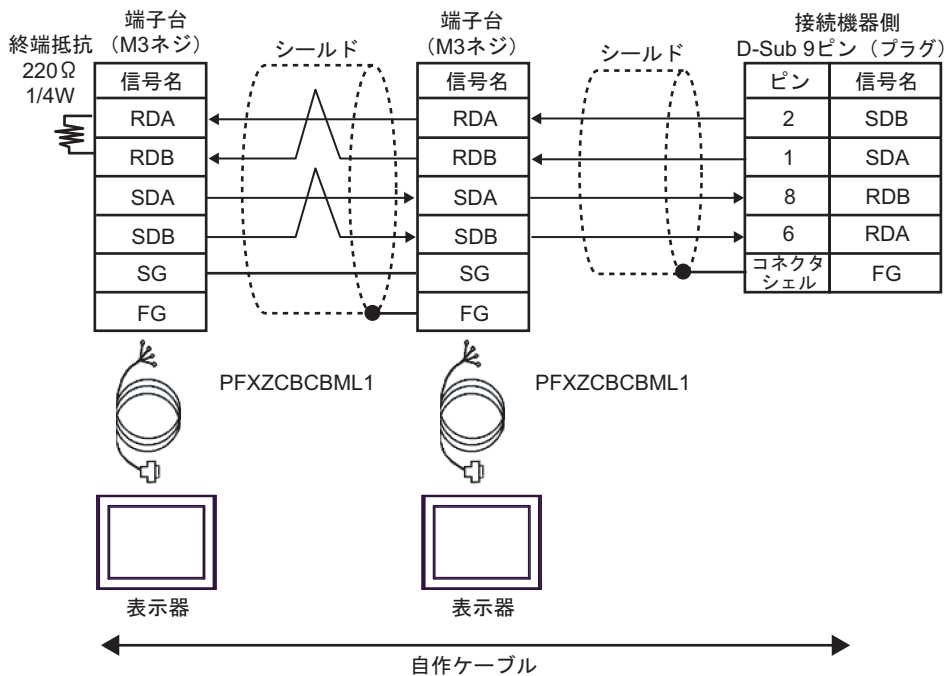 終端抵抗
220Ω
1/4W
端子台
(M3ネジ)
信号名
RDA
RDB
SDA
SDB
SG
FG
シールド
端子台
(M3ネジ)
信号名
RDA
RDB
SDA
SDB
SG
FG
シールド
接続機器側
D-Sub 9ピン(プラグ)
ピン 信号名
2 SDB
1 SDA
8 RDB
6 RDA
コネクタ
シェル FG
PFXZCBCBML1
PFXZCBCBML1
表示器
表示器
自作ケーブル